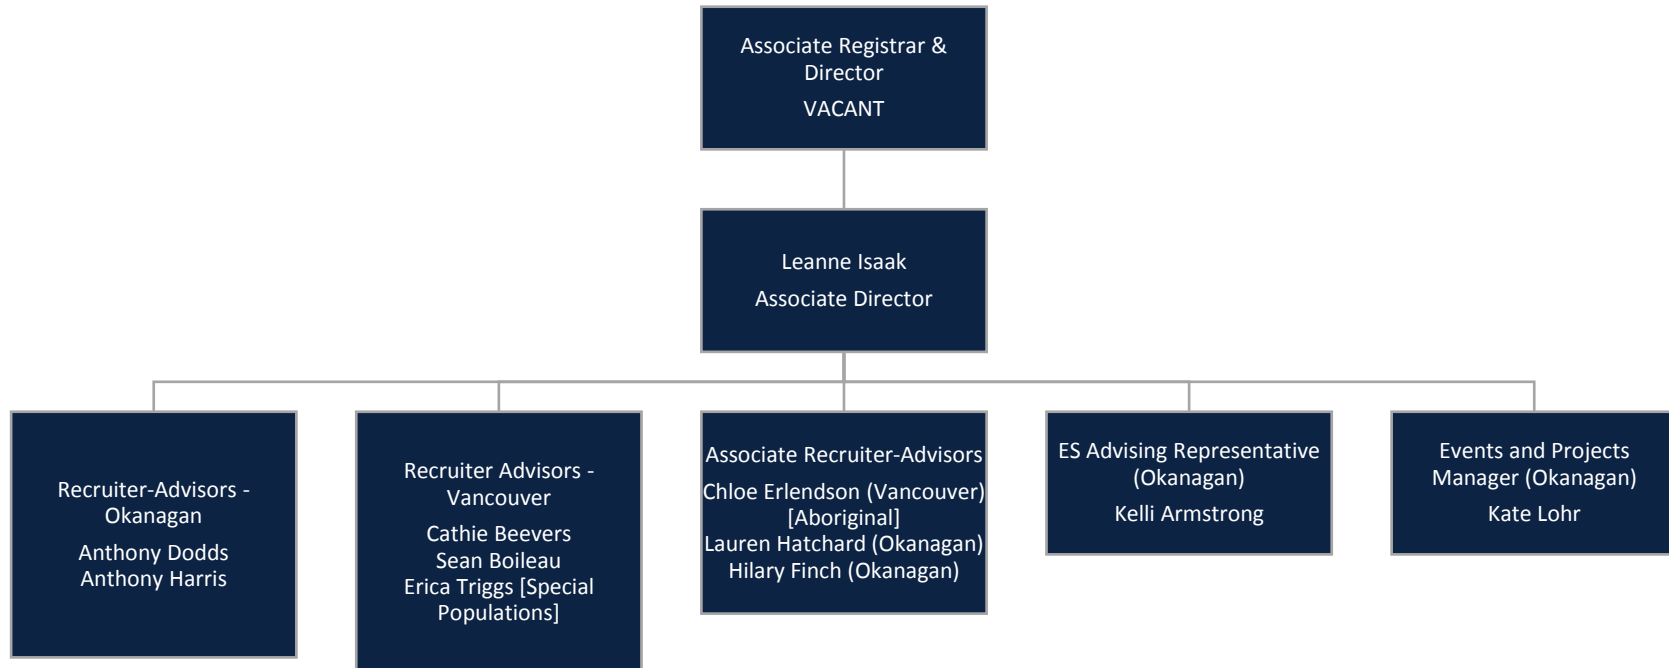 Associate Registrar &
Director
VACANT
Leanne Isaak
Associate Director
Recruiter-Advisors -
Okanagan
Anthony Dodds
Anthony Harris
Recruiter Advisors -
Vancouver
Cathie Beevers
Sean Boileau
Erica Triggs [Special
Populations]
Associate Recruiter-Advisors
Chloe Erlendson (Vancouver)
[Aboriginal]
Lauren Hatchard (Okanagan)
Hilary Finch (Okanagan)
ES Advising Representative
(Okanagan)
Kelli Armstrong
Events and Projects
Manager (Okanagan)
Kate Lohr